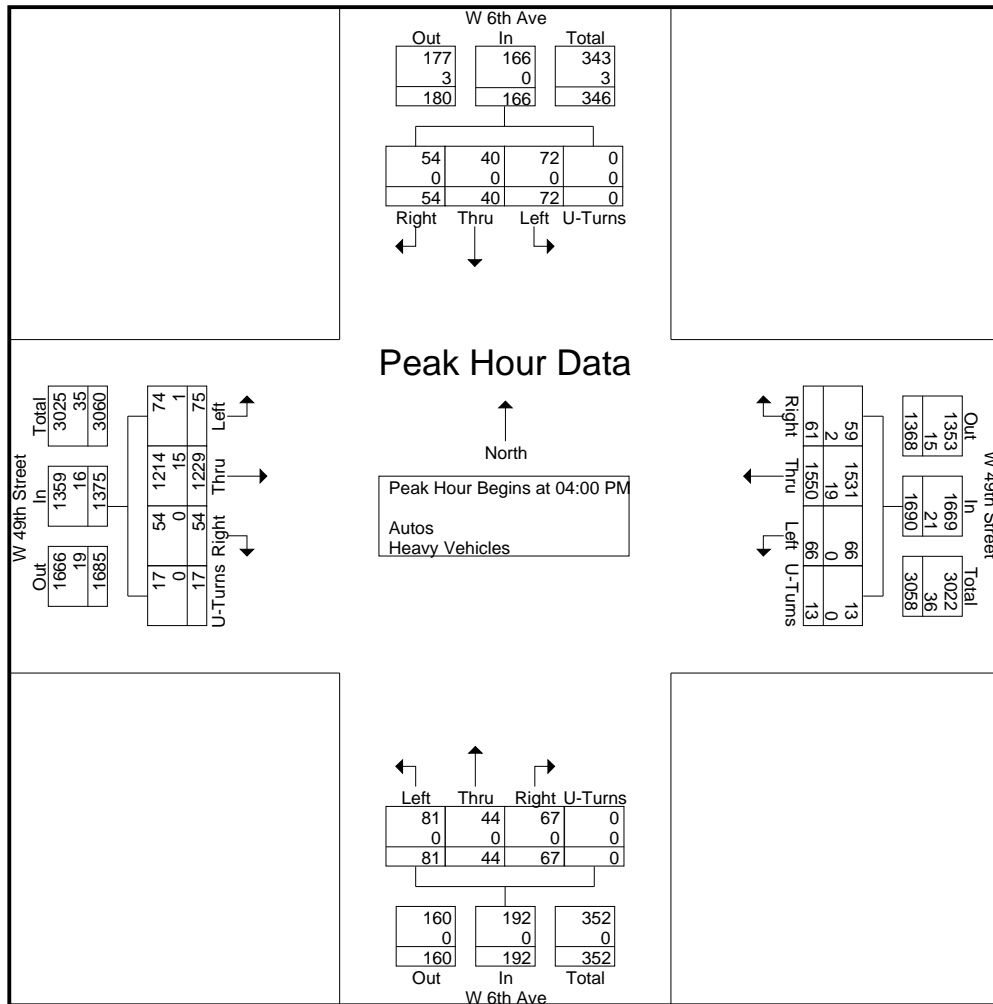 W 6th Ave
Out In Total
177 166 343
3 0 3
180 166 346
54 40 72 0
0 0 0 0
54 40 72 0
Right Thru Left U-Turns
Peak Hour Data
North
Peak Hour Begins at 04:00 PM
Autos
Heavy Vehicles
W 49th Street
Out In Total
1666 1359 3025
19 16 35
1685 1375 3060
17 54 1214 74
0 0 15 1
17 54 1229 75
U-Turns Right Thru Left
W 49th Street
Out In Total
1353 1669 3022
15 21 36
1368 1690 3058
59 1531 66 13
2 19 0 0
61 1550 66 13
Right Thru Left U-Turns
Left Thru Right U-Turns
81 44 67 0
0 0 0 0
81 44 67 0
160 192 352
0 0 0
160 192 352
Out In Total
W 6th Ave